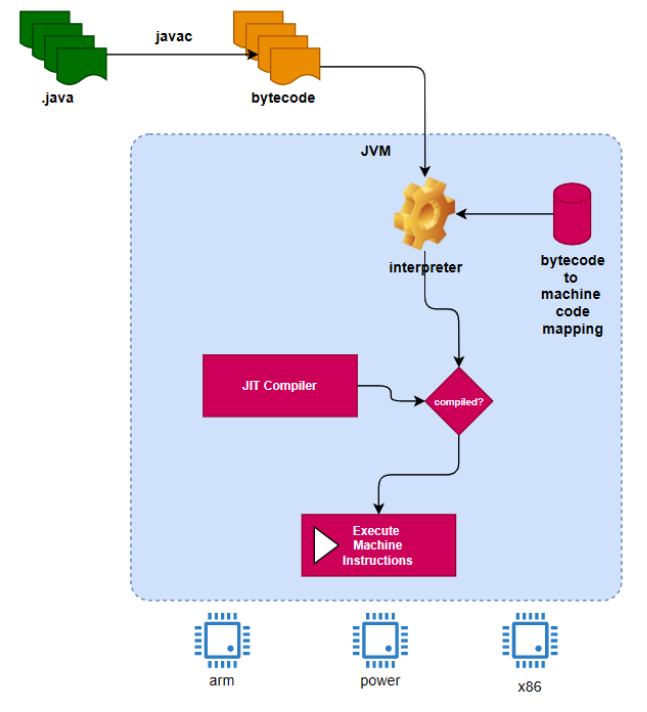 javac
.java
bytecode
JVM
interpreter
bytecode
to
machine
code
mapping
JIT Compiler
compiled?
Execute
Machine
Instructions
arm
power
x86